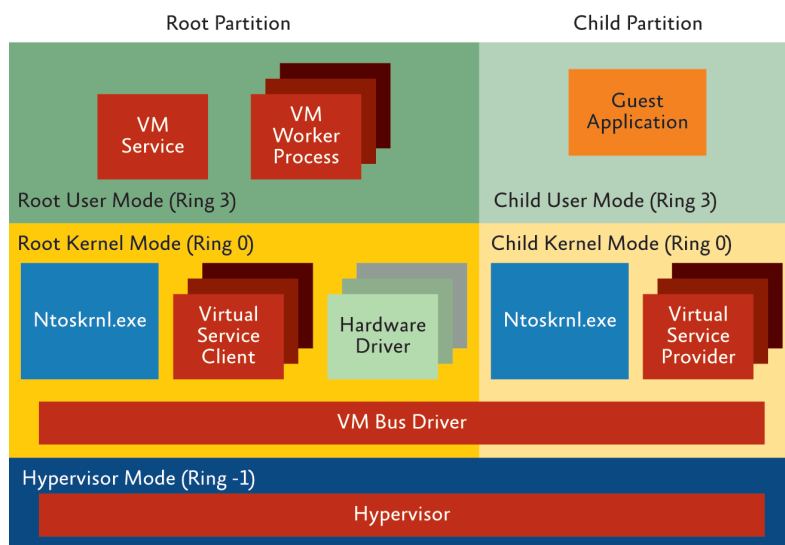 Root Partition
Child Partition
VM
Service
VM
Worker
Process
Guest
Application
Root User Mode (Ring 3)
Child User Mode (Ring 3)
Root Kernel Mode (Ring 0)
Child Kernel Mode (Ring 0)
Ntoskrnl.exe
Virtual
Service
Client
Hardware
Driver
Ntoskrnl.exe
Virtual
Service
Provider
VM Bus Driver
Hypervisor Mode (Ring -1)
Hypervisor